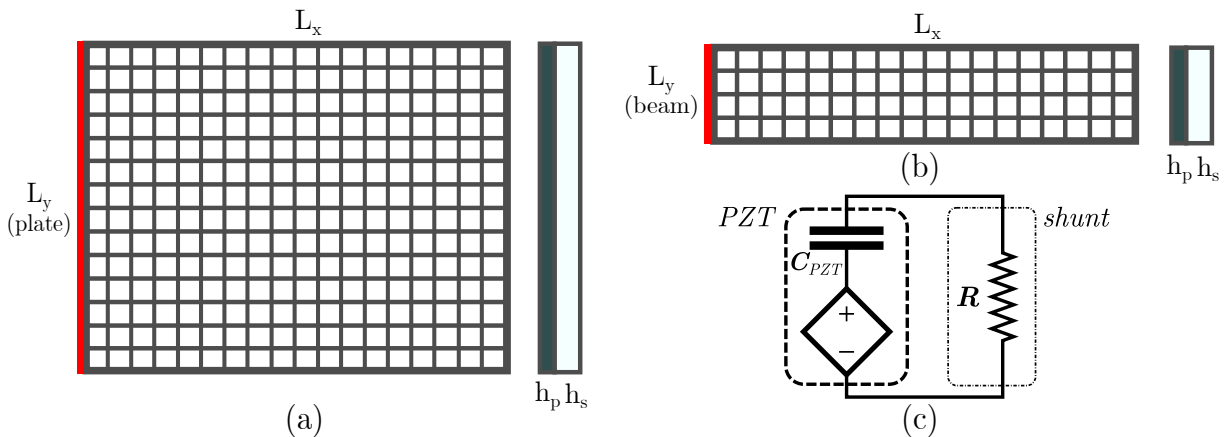 Lx
Ly
(plate)
hp hs
(a)
Lx
Ly
(beam)
hp hs
(b)
PZT
shunt
CPZT
R
+
−
(c)